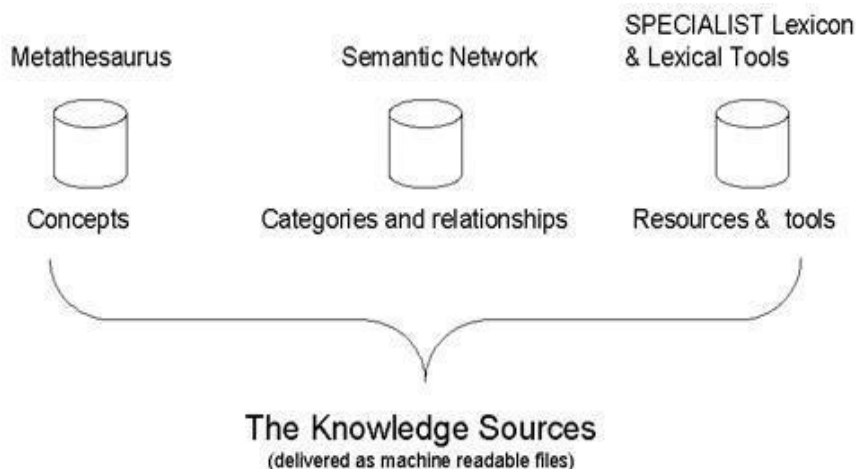 Metathesaurus
Semantic Network
SPECIALIST Lexicon
& Lexical Tools
Concepts
Categories and relationships
Resources & tools
The Knowledge Sources
(delivered as machine readable files)